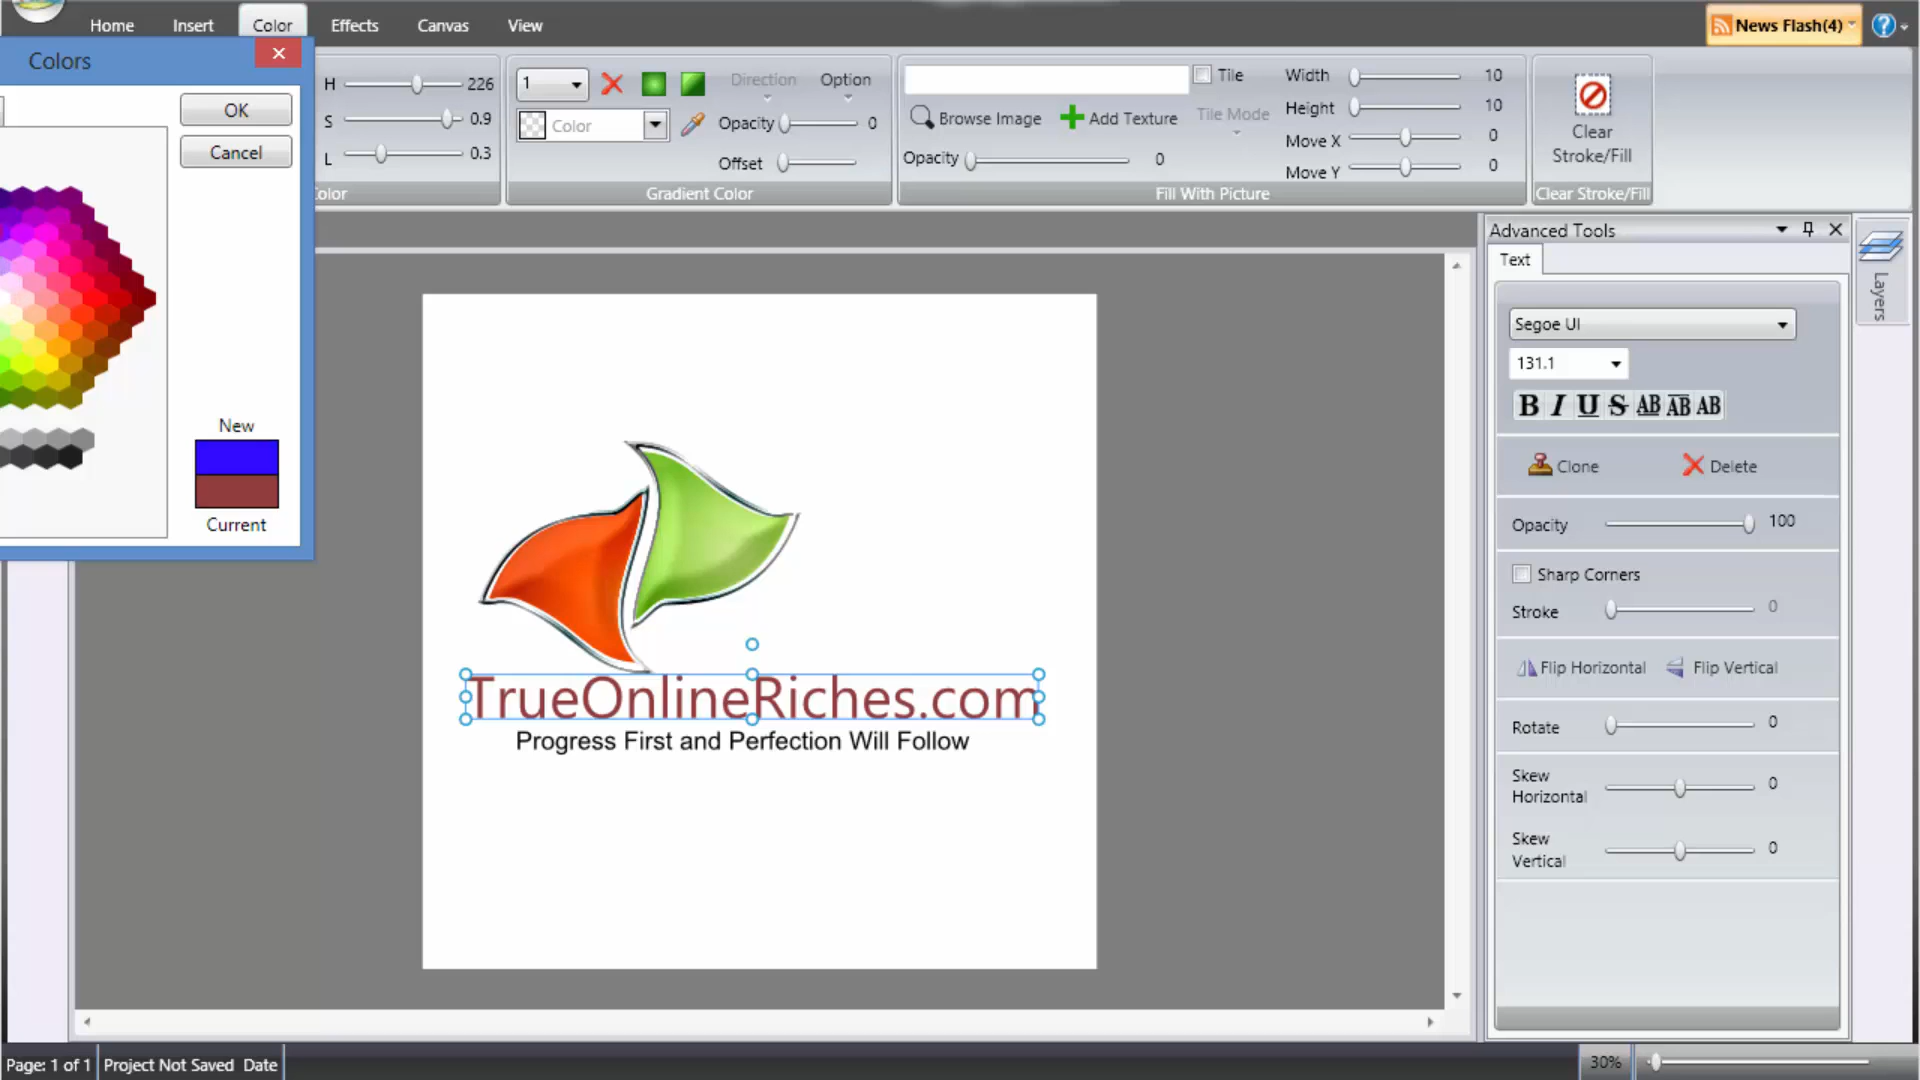 Home Insert Color Effects Canvas View News Flash(4)
Colors
OK
Cancel
New
Current
H 226
S 0.9
L 0.3
1 Direction Option
Color Opacity 0
Offset
Gradient Color
Tile
Browse Image Add Texture Tile Mode
Opacity 0
Width 10
Height 10
Move X 0
Move Y 0
Fill With Picture
Clear
Stroke/Fill
Clear Stroke/Fill
Advanced Tools
Text
Layers
Segoe UI
131.1
B I U S AB AB AB
Clone Delete
Opacity 100
Sharp Corners
Stroke 0
Flip Horizontal Flip Vertical
Rotate 0
Skew
Horizontal 0
Skew
Vertical 0
TrueOnlineRiches.com
Progress First and Perfection Will Follow
Page: 1 of 1 Project Not Saved Date 30%